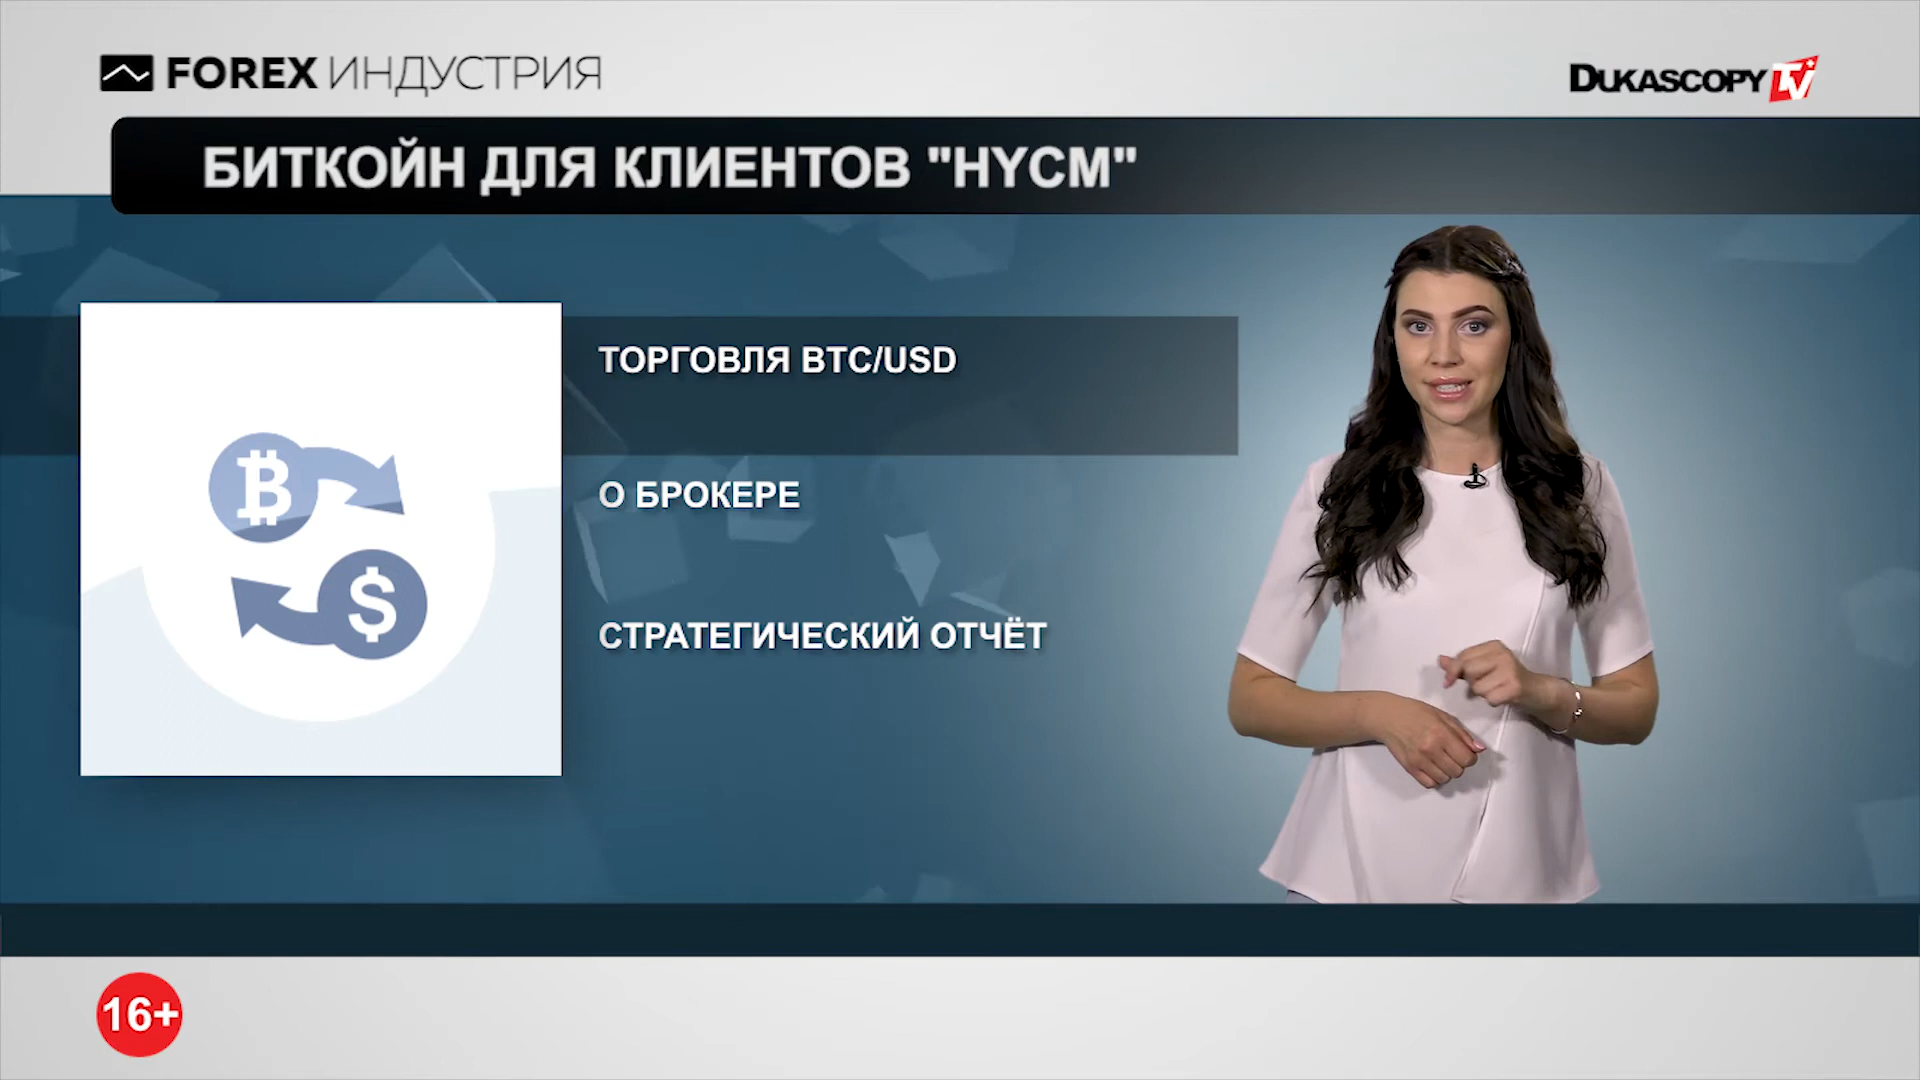 FOREX ИНДУСТРИЯ
DUKASCOPY TV
БИТКОЙН ДЛЯ КЛИЕНТОВ "HYCM"
ТОРГОВЛЯ BTC/USD
О БРОКЕРЕ
СТРАТЕГИЧЕСКИЙ ОТЧЁТ
16+